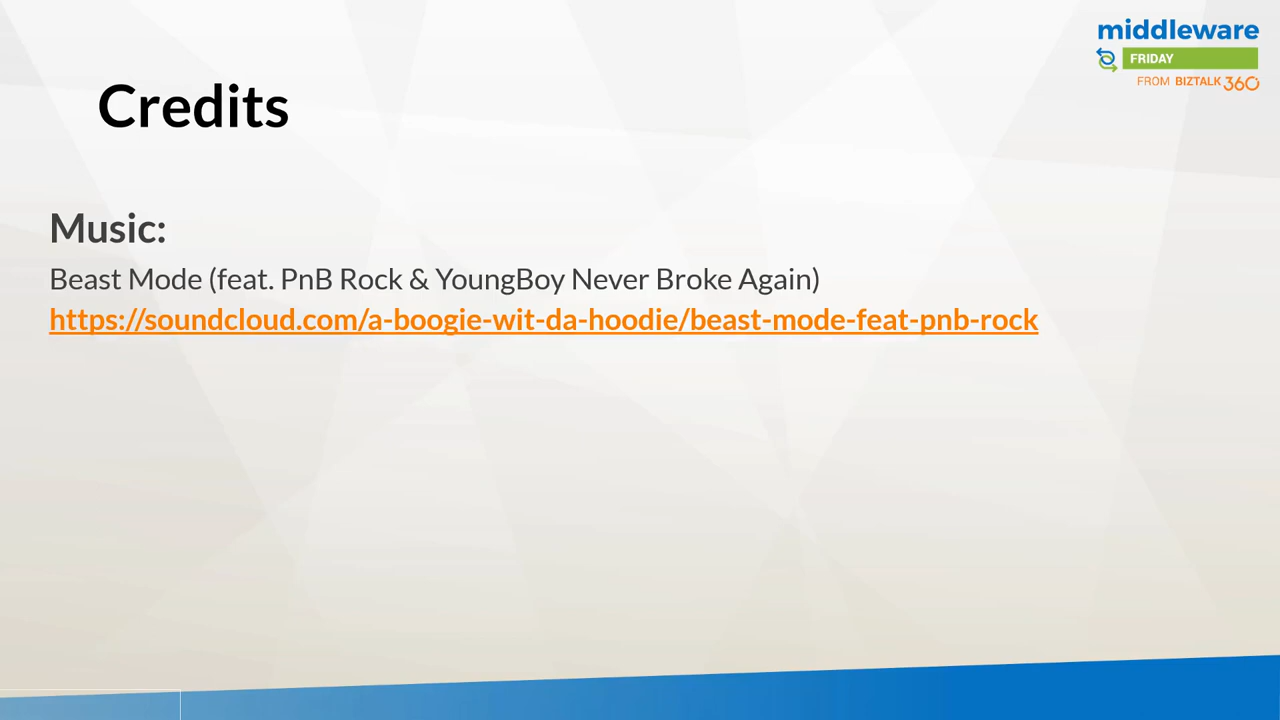 middleware
FRIDAY
FROM BIZTALK 360
Credits
Music:
Beast Mode (feat. PnB Rock & YoungBoy Never Broke Again)
https://soundcloud.com/a-boogie-wit-da-hoodie/beast-mode-feat-pnb-rock